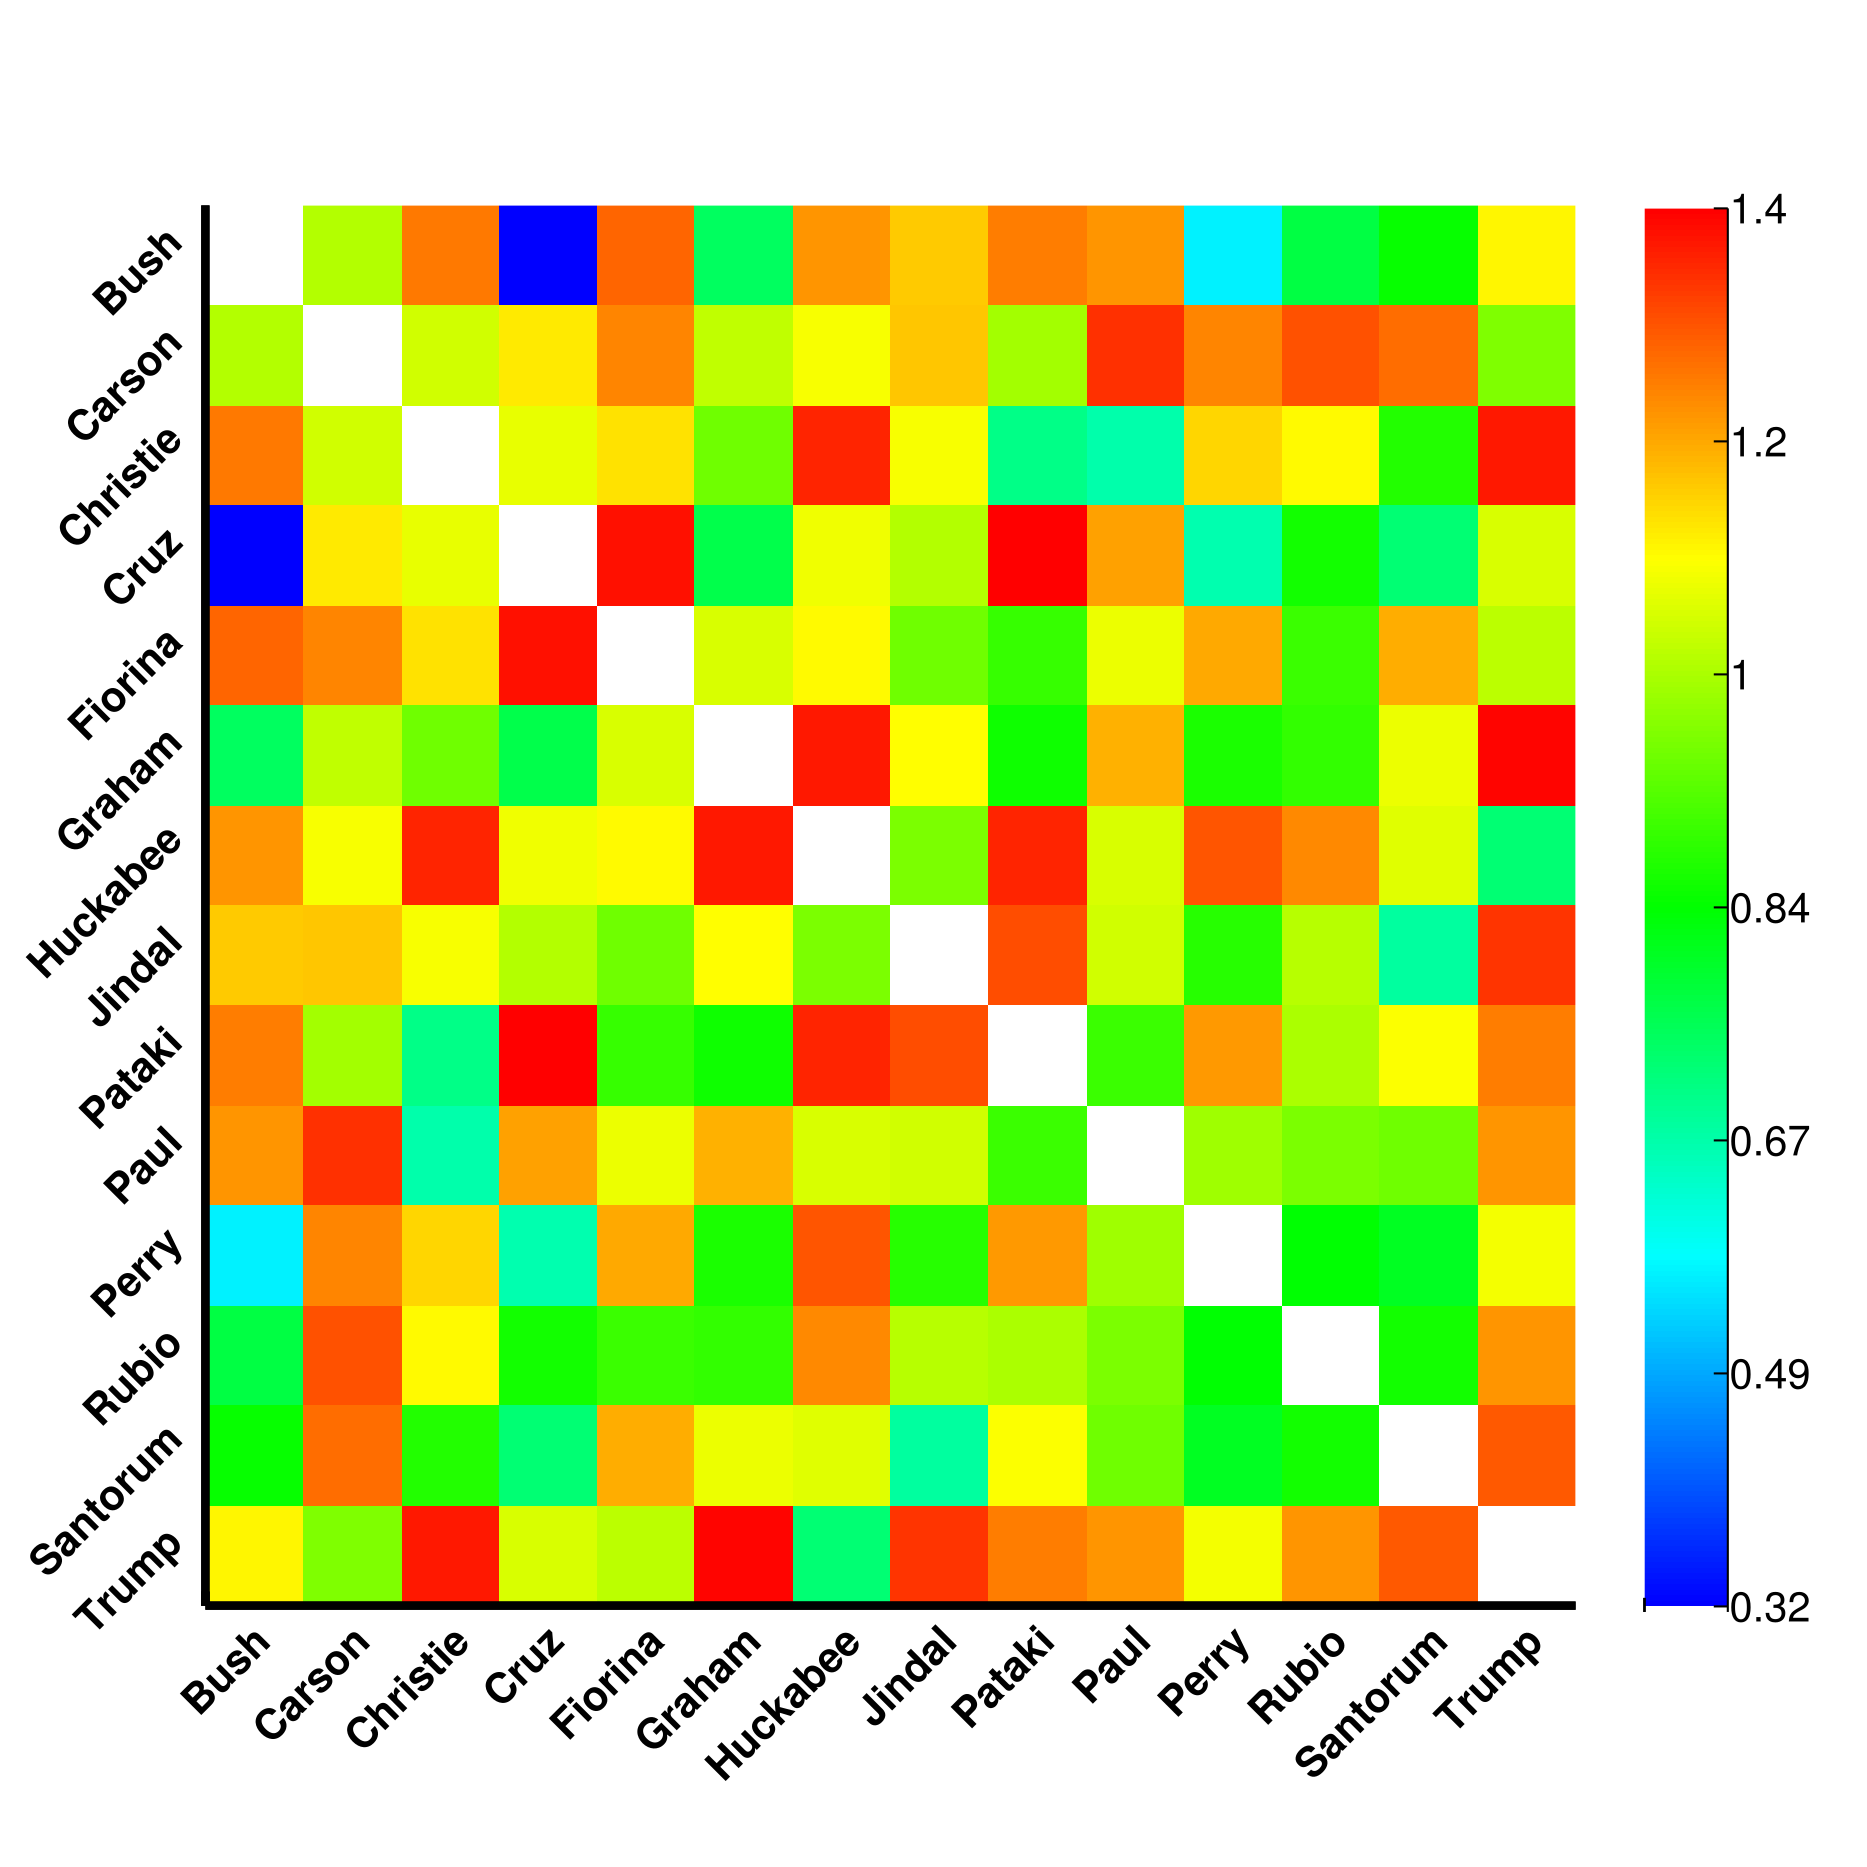 Bush
Carson
Christie
Cruz
Fiorina
Graham
Huckabee
Jindal
Pataki
Paul
Perry
Rubio
Santorum
Trump
Bush
Carson
Christie
Cruz
Fiorina
Graham
Huckabee
Jindal
Pataki
Paul
Perry
Rubio
Santorum
Trump
1.4
1.2
1
0.84
0.67
0.49
0.32